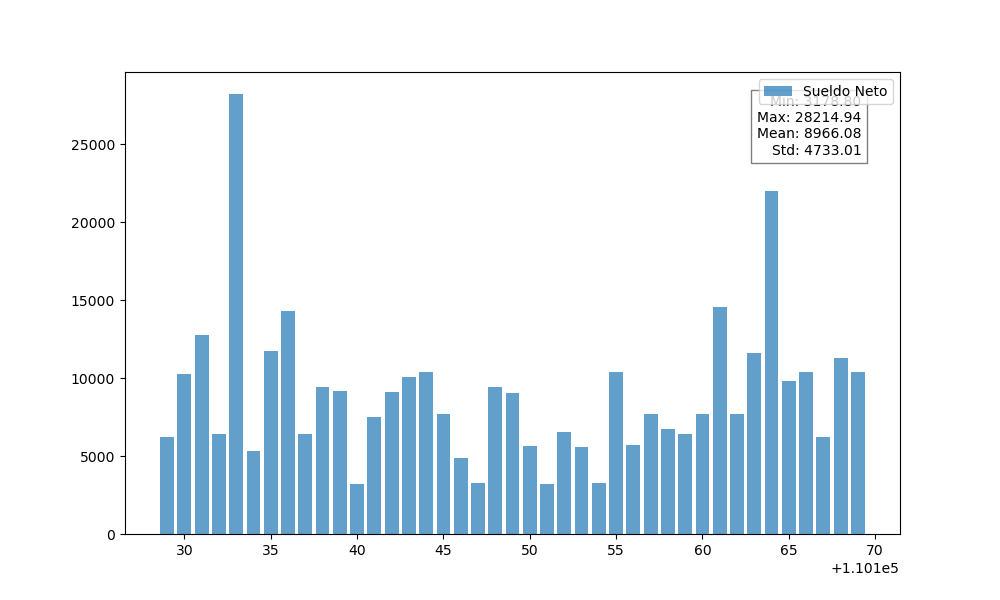 Sueldo Neto
Min: 3178.80
Max: 28214.94
Mean: 8966.08
Std: 4733.01
25000
20000
15000
10000
5000
0
30 35 40 45 50 55 60 65 70
+1.101e5